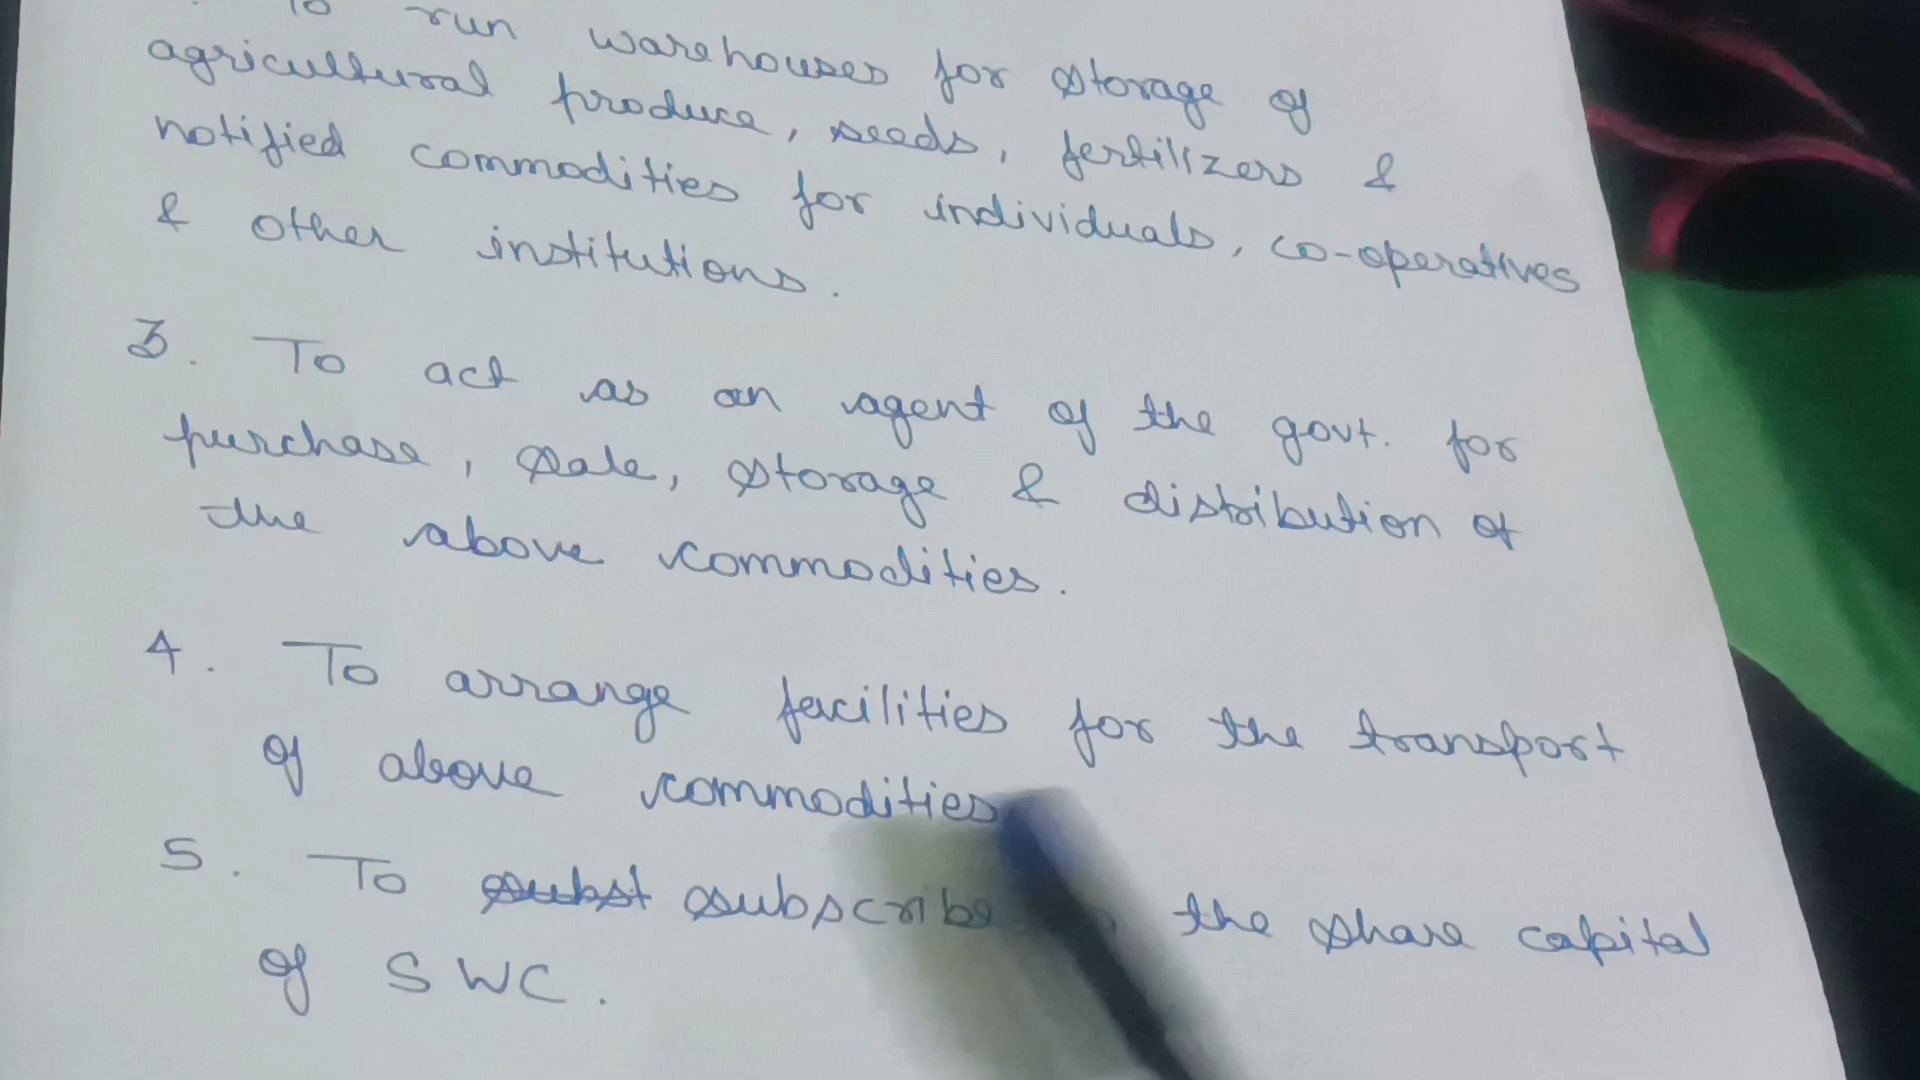 To run warehouses for storage of
agricultural produce, seeds, fertilizers &
notified commodities for individuals, co-operatives
& other institutions.
3. To act as an agent of the govt. for
purchase, sale, storage & distribution of
the above commodities.
4. To arrange facilities for the transport
of above commodities
5. To subst subscribe the share capital
of SWC.